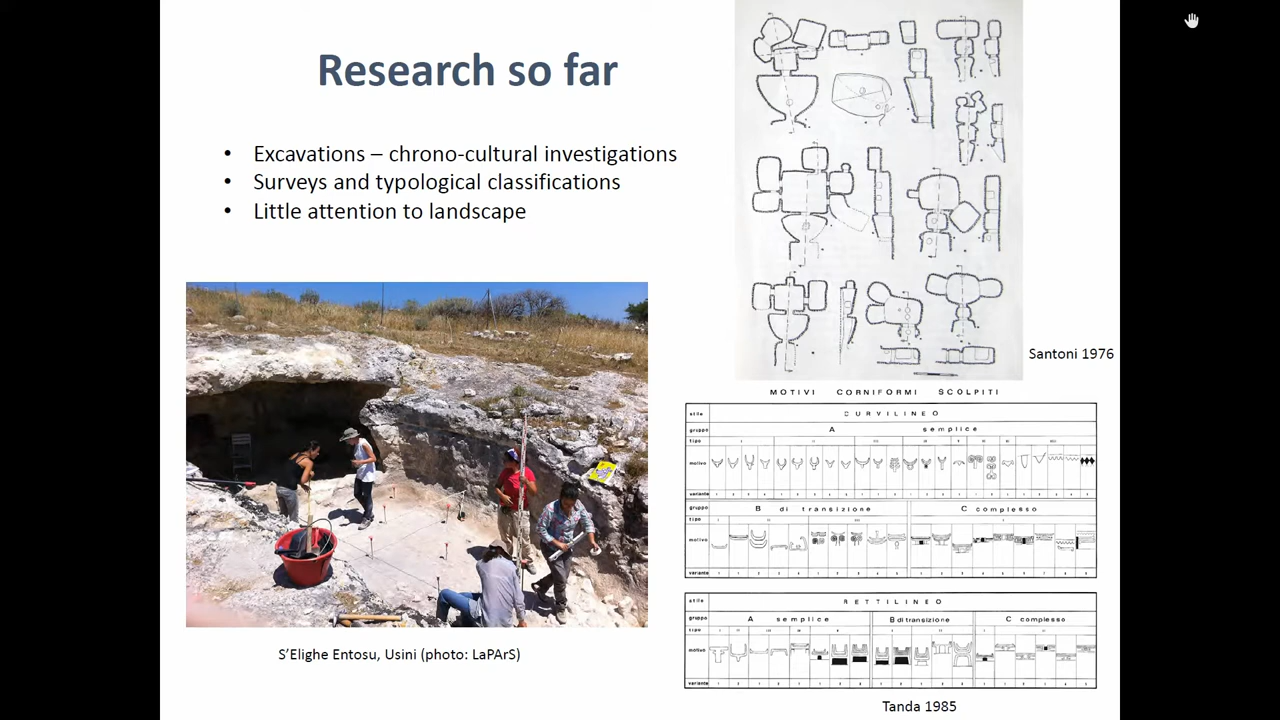 Research so far
• Excavations – chrono-cultural investigations
• Surveys and typological classifications
• Little attention to landscape
Santoni 1976
MOTIVI CORNIFORMI SCOLPITI
stile CURVILINEO
gruppo A semplice
tipo
motivo
variante
gruppo B di transizione C complesso
tipo
motivo
variante
stile RETTILINEO
gruppo A semplice B di transizione C complesso
tipo
motivo
variante
S'Elighe Entosu, Usini (photo: LaPArS)
Tanda 1985